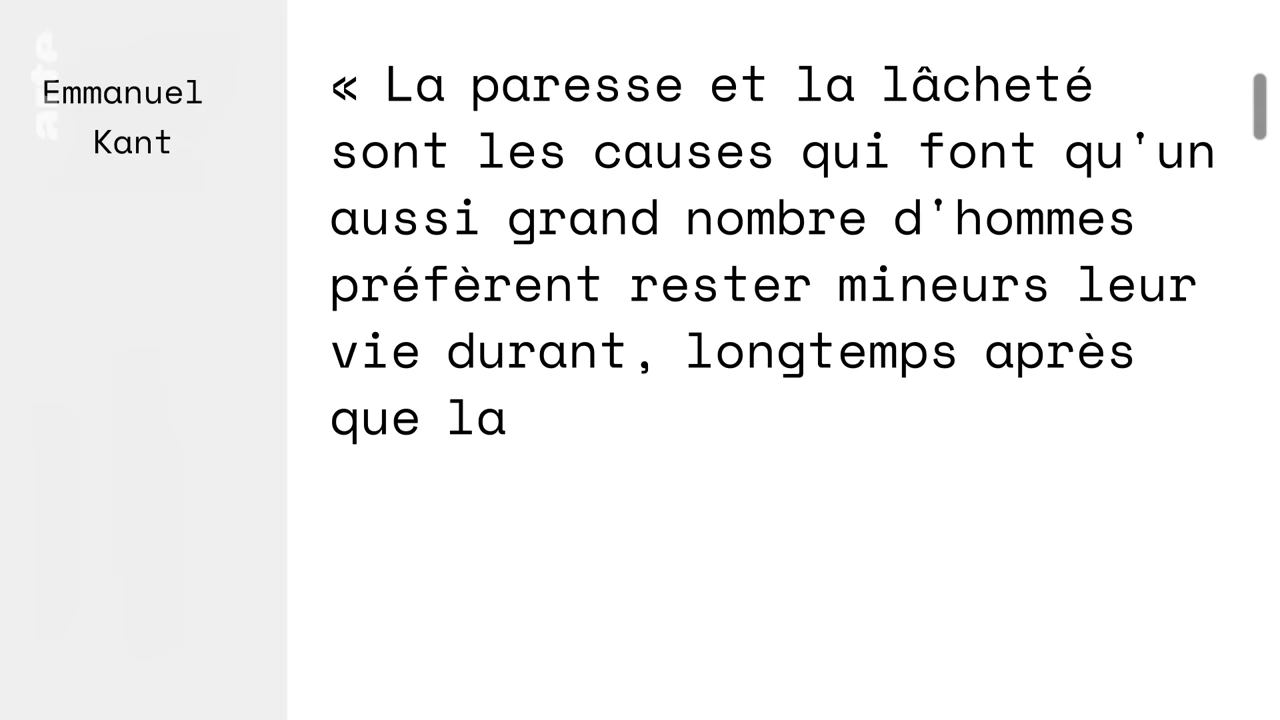 arte
Emmanuel
Kant
« La paresse et la lâcheté
sont les causes qui font qu'un
aussi grand nombre d'hommes
préfèrent rester mineurs leur
vie durant, longtemps après
que la